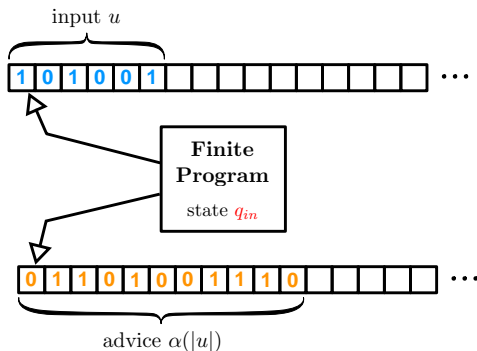 input u
1 0 1 0 0 1 ...
Finite
Program
state q_in
0 1 1 0 1 0 0 1 1 1 0 ...
advice α(|u|)